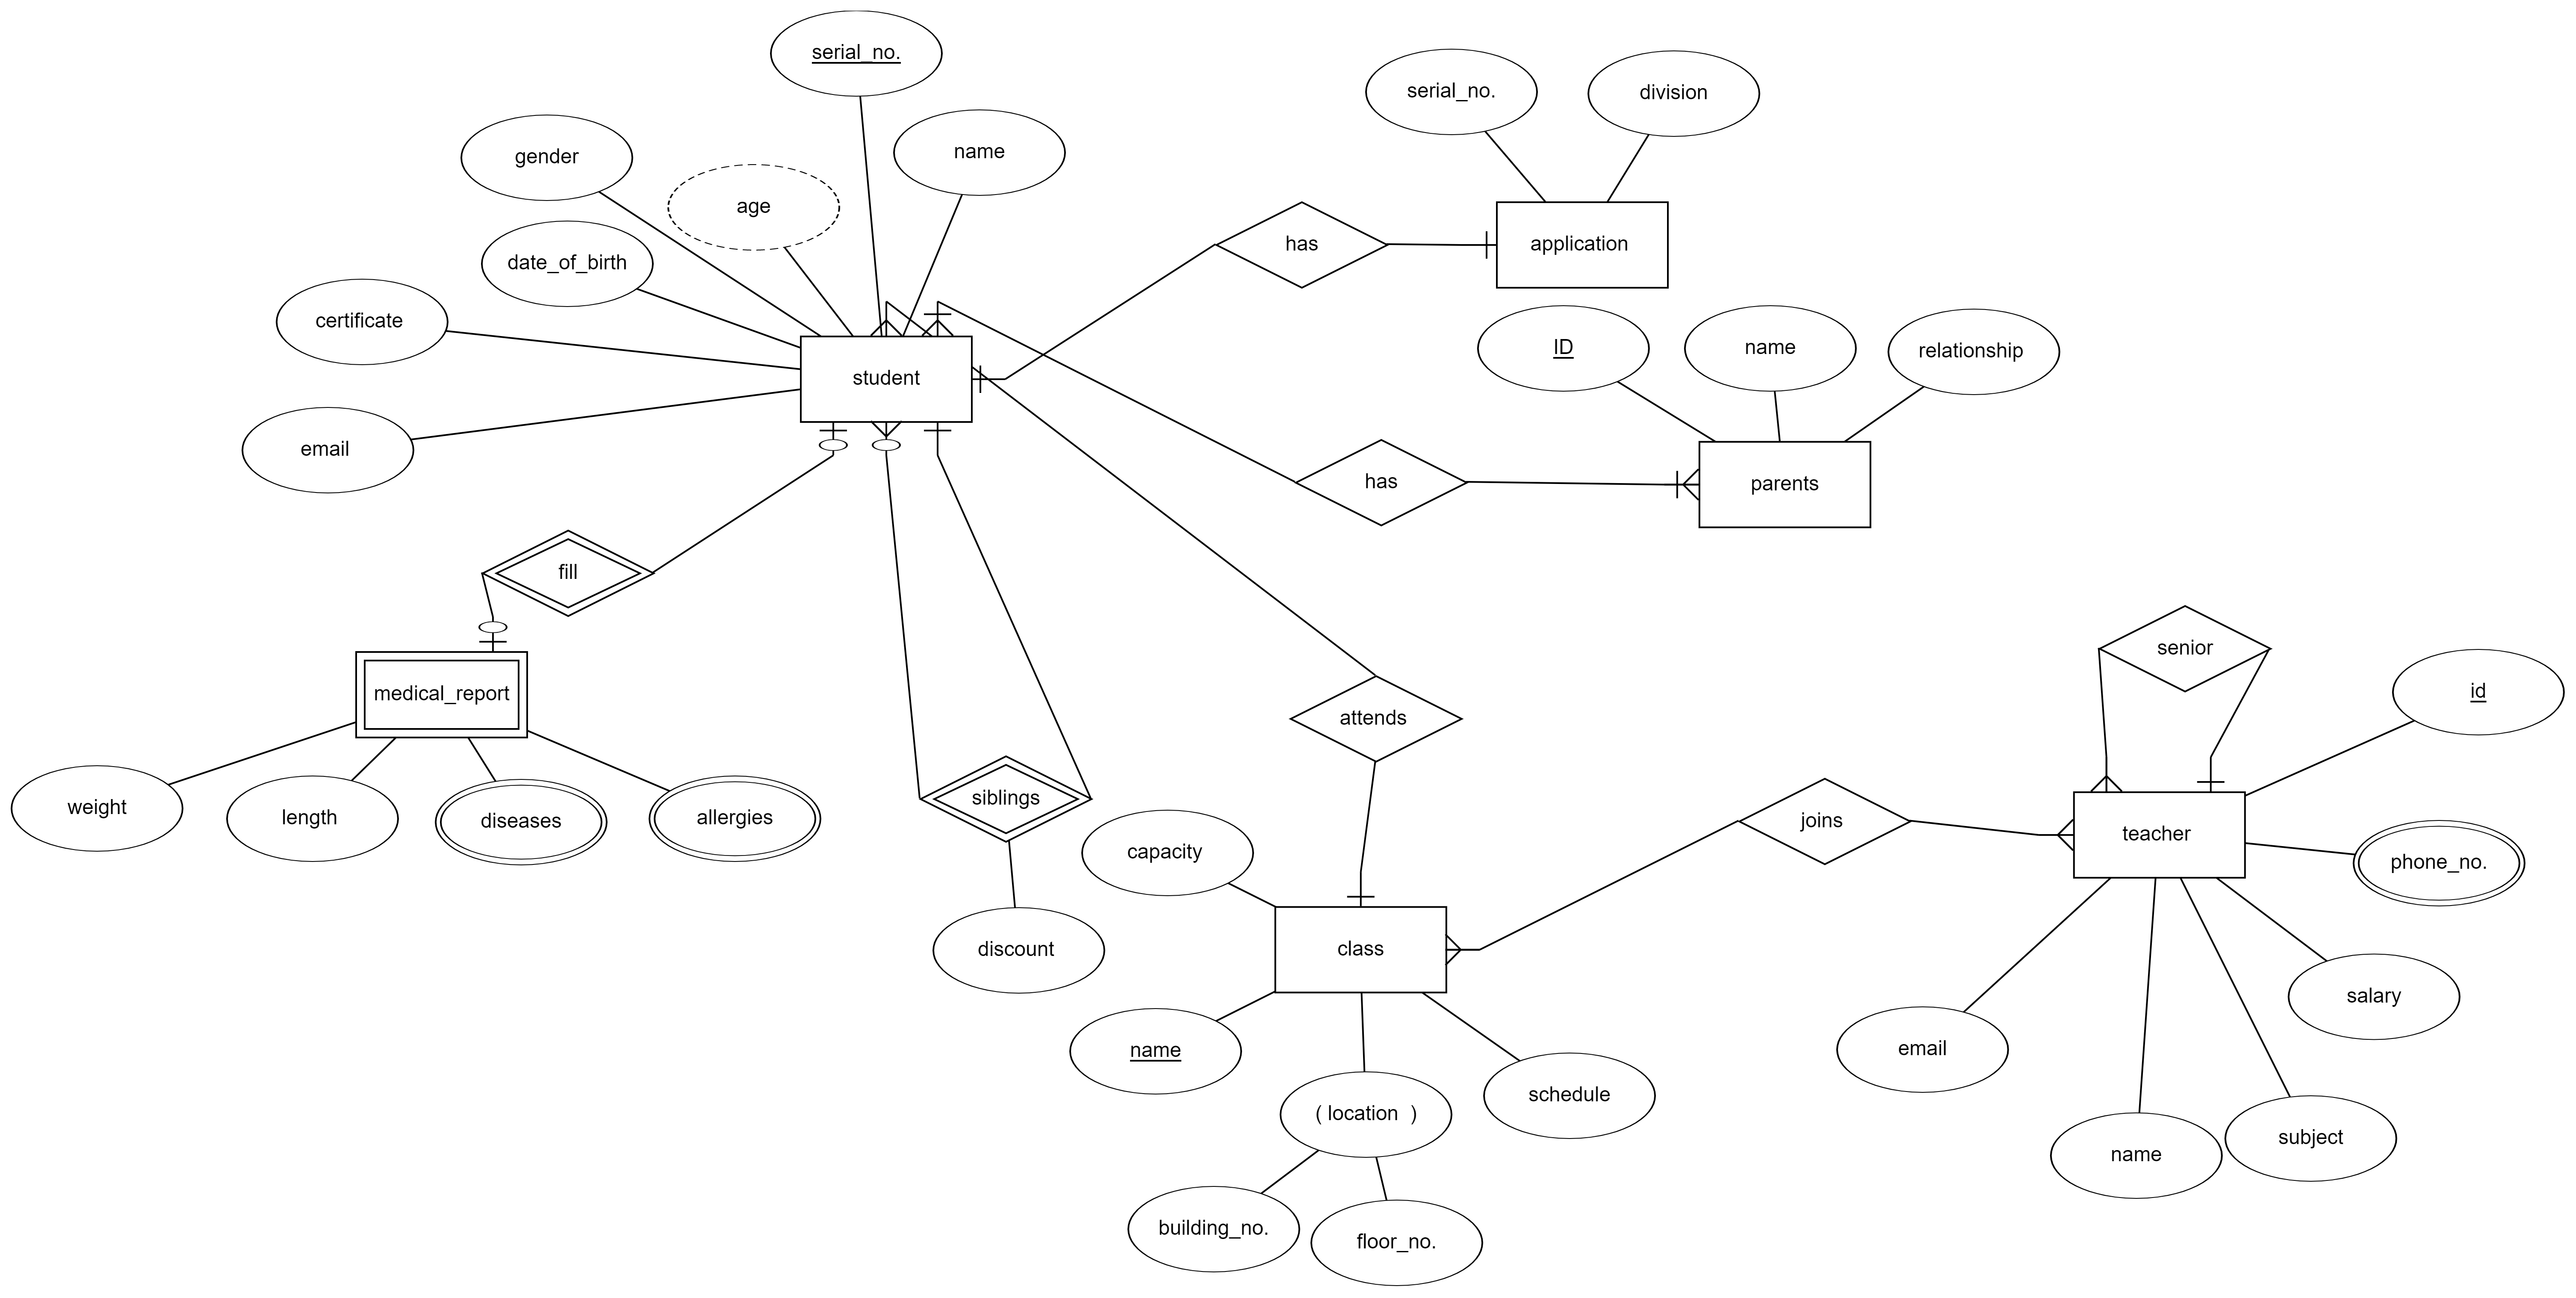 serial_no.
serial_no.
division
gender
name
age
has
application
date_of_birth
certificate
ID
name
relationship
student
email
has
parents
fill
senior
medical_report
id
attends
siblings
weight
length
diseases
allergies
joins
teacher
capacity
phone_no.
discount
class
salary
name
email
schedule
( location )
subject
name
building_no.
floor_no.